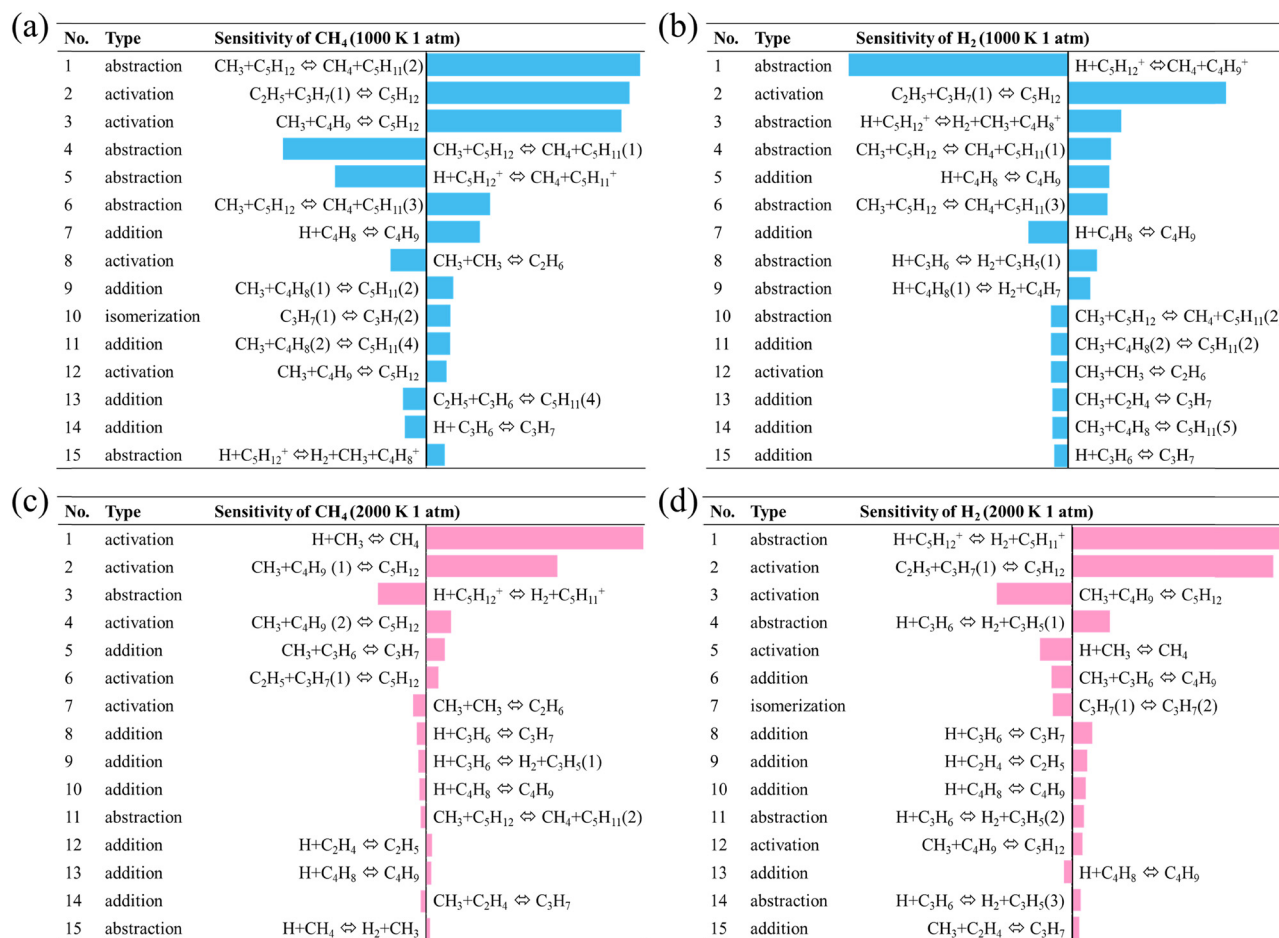 (a)
No. Type Sensitivity of CH₄ (1000 K 1 atm)
1 abstraction CH₃+C₅H₁₂ ⇔ CH₄+C₅H₁₁(2)
2 activation C₂H₅+C₃H₇(1) ⇔ C₅H₁₂
3 activation CH₃+C₄H₉ ⇔ C₅H₁₂
4 abstraction CH₃+C₅H₁₂ ⇔ CH₄+C₅H₁₁(1)
5 abstraction H+C₅H₁₂⁺ ⇔ CH₄+C₅H₁₁⁺
6 abstraction CH₃+C₅H₁₂ ⇔ CH₄+C₅H₁₁(3)
7 addition H+C₄H₈ ⇔ C₄H₉
8 activation CH₃+CH₃ ⇔ C₂H₆
9 addition CH₃+C₄H₈(1) ⇔ C₅H₁₁(2)
10 isomerization C₃H₇(1) ⇔ C₃H₇(2)
11 addition CH₃+C₄H₈(2) ⇔ C₅H₁₁(4)
12 activation CH₃+C₄H₉ ⇔ C₅H₁₂
13 addition C₂H₅+C₃H₆ ⇔ C₅H₁₁(4)
14 addition H+C₃H₆ ⇔ C₃H₇
15 abstraction H+C₅H₁₂⁺ ⇔H₂+CH₃+C₄H₈⁺
(b)
No. Type Sensitivity of H₂ (1000 K 1 atm)
1 abstraction H+C₅H₁₂⁺ ⇔CH₄+C₄H₉⁺
2 activation C₂H₅+C₃H₇(1) ⇔ C₅H₁₂
3 abstraction H+C₅H₁₂⁺ ⇔H₂+CH₃+C₄H₈⁺
4 abstraction CH₃+C₅H₁₂ ⇔ CH₄+C₅H₁₁(1)
5 addition H+C₄H₈ ⇔ C₄H₉
6 abstraction CH₃+C₅H₁₂ ⇔ CH₄+C₅H₁₁(3)
7 addition H+C₄H₈ ⇔ C₄H₉
8 abstraction H+C₃H₆ ⇔ H₂+C₃H₅(1)
9 abstraction H+C₄H₈(1) ⇔ H₂+C₄H₇
10 abstraction CH₃+C₅H₁₂ ⇔ CH₄+C₅H₁₁(2
11 addition CH₃+C₄H₈(2) ⇔ C₅H₁₁(2)
12 activation CH₃+CH₃ ⇔ C₂H₆
13 addition CH₃+C₂H₄ ⇔ C₃H₇
14 addition CH₃+C₄H₈ ⇔ C₅H₁₁(5)
15 addition H+C₃H₆ ⇔ C₃H₇
(c)
No. Type Sensitivity of CH₄ (2000 K 1 atm)
1 activation H+CH₃ ⇔ CH₄
2 activation CH₃+C₄H₉ (1) ⇔ C₅H₁₂
3 abstraction H+C₅H₁₂⁺ ⇔ H₂+C₅H₁₁⁺
4 activation CH₃+C₄H₉ (2) ⇔ C₅H₁₂
5 addition CH₃+C₃H₆ ⇔ C₃H₇
6 activation C₂H₅+C₃H₇(1) ⇔ C₅H₁₂
7 activation CH₃+CH₃ ⇔ C₂H₆
8 addition H+C₃H₆ ⇔ C₃H₇
9 addition H+C₃H₆ ⇔ H₂+C₃H₅(1)
10 addition H+C₄H₈ ⇔ C₄H₉
11 abstraction CH₃+C₅H₁₂ ⇔ CH₄+C₅H₁₁(2)
12 addition H+C₂H₄ ⇔ C₂H₅
13 addition H+C₄H₈ ⇔ C₄H₉
14 addition CH₃+C₂H₄ ⇔ C₃H₇
15 abstraction H+CH₄ ⇔ H₂+CH₃
(d)
No. Type Sensitivity of H₂ (2000 K 1 atm)
1 abstraction H+C₅H₁₂⁺ ⇔ H₂+C₅H₁₁⁺
2 activation C₂H₅+C₃H₇(1) ⇔ C₅H₁₂
3 activation CH₃+C₄H₉ ⇔ C₅H₁₂
4 abstraction H+C₃H₆ ⇔ H₂+C₃H₅(1)
5 activation H+CH₃ ⇔ CH₄
6 addition CH₃+C₃H₆ ⇔ C₄H₉
7 isomerization C₃H₇(1) ⇔ C₃H₇(2)
8 addition H+C₃H₆ ⇔ C₃H₇
9 addition H+C₂H₄ ⇔ C₂H₅
10 addition H+C₄H₈ ⇔ C₄H₉
11 abstraction H+C₃H₆ ⇔ H₂+C₃H₅(2)
12 activation CH₃+C₄H₉ ⇔ C₅H₁₂
13 addition H+C₄H₈ ⇔ C₄H₉
14 abstraction H+C₃H₆ ⇔ H₂+C₃H₅(3)
15 addition CH₃+C₂H₄ ⇔ C₃H₇